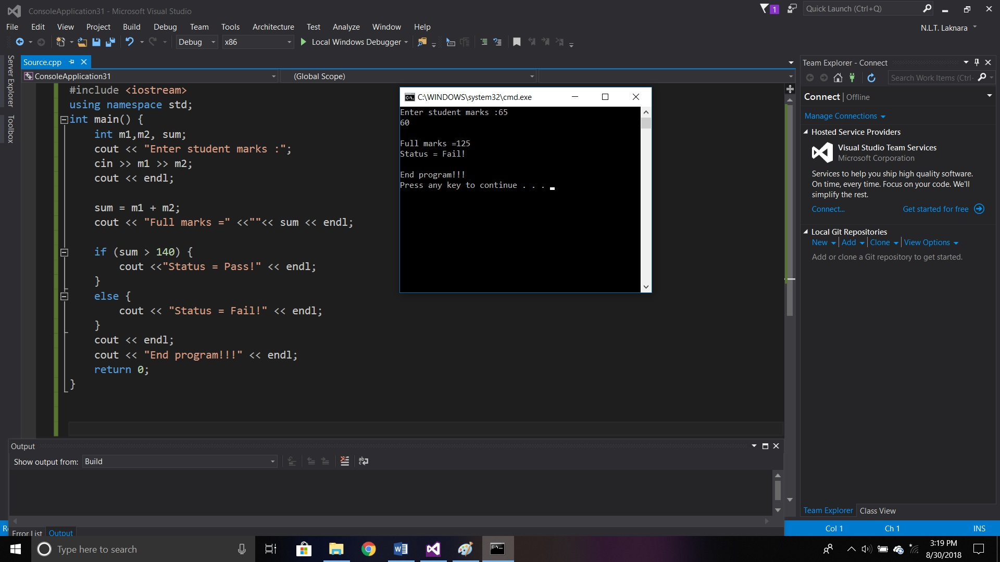 ConsoleApplication31 - Microsoft Visual Studio
1
Quick Launch (Ctrl+Q)
File Edit View Project Build Debug Team Tools Architecture Test Analyze Window Help
N.L.T. Laknara
Debug x86 Local Windows Debugger
Server Explorer
Toolbox
Source.cpp
ConsoleApplication31 (Global Scope)
#include <iostream>
using namespace std;
int main() {
    int m1,m2, sum;
    cout << "Enter student marks :";
    cin >> m1 >> m2;
    cout << endl;
    sum = m1 + m2;
    cout << "Full marks =" <<""<< sum << endl;
    if (sum > 140) {
        cout <<"Status = Pass!" << endl;
    }
    else {
        cout << "Status = Fail!" << endl;
    }
    cout << endl;
    cout << "End program!!!" << endl;
    return 0;
}
C:\WINDOWS\system32\cmd.exe
Enter student marks :65
60
Full marks =125
Status = Fail!
End program!!!
Press any key to continue . . .
Team Explorer - Connect
Search Work Items (Ctrl-
Connect | Offline
Manage Connections
Hosted Service Providers
Visual Studio Team Services
Microsoft Corporation
Services to help you ship high quality software.
On time, every time. Focus on your code. We'll
simplify the rest.
Connect... Get started for free
Local Git Repositories
New Add Clone View Options
Add or clone a Git repository to get started.
Team Explorer Class View
Output
Show output from: Build
Error List Output
Col 1 Ch 1 INS
Type here to search
3:19 PM
8/30/2018